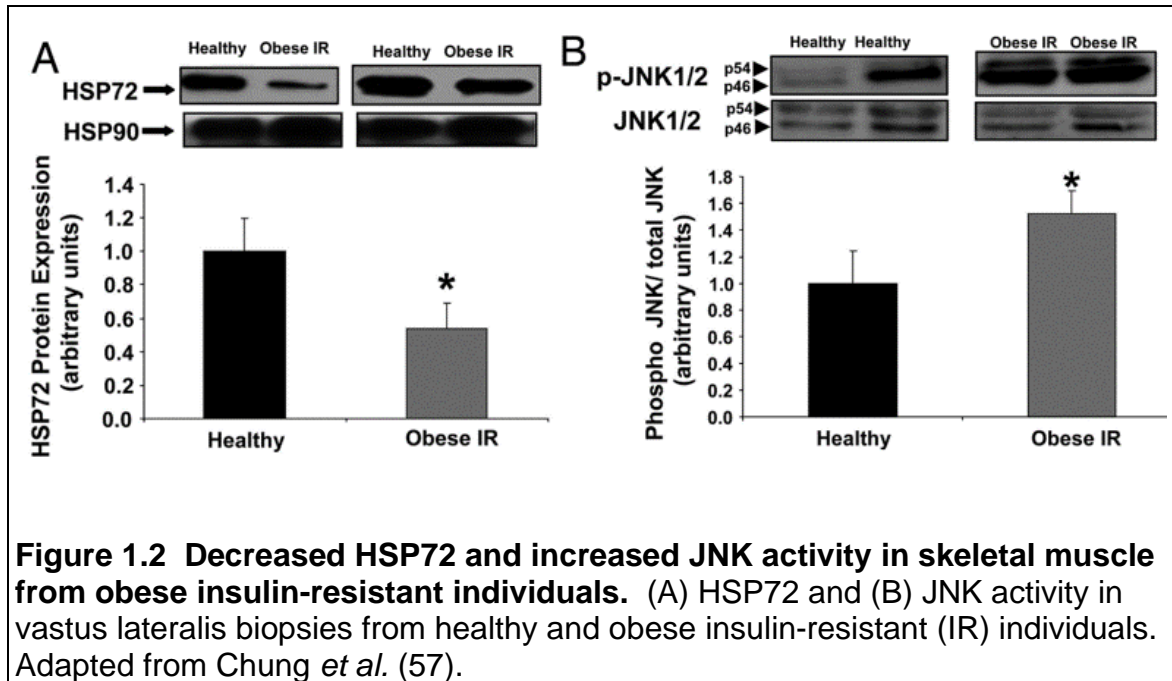 A
Healthy Obese IR Healthy Obese IR
HSP72
HSP90
HSP72 Protein Expression
(arbitrary units)
1.4
1.2
1.0
0.8
0.6
0.4
0.2
0.0
*
Healthy Obese IR
B
Healthy Healthy Obese IR Obese IR
p-JNK1/2 p54
p46
JNK1/2 p54
p46
Phospho JNK/ total JNK
(arbitrary units)
1.8
1.6
1.4
1.2
1.0
0.8
0.6
0.4
0.2
0.0
*
Healthy Obese IR
Figure 1.2 Decreased HSP72 and increased JNK activity in skeletal muscle
from obese insulin-resistant individuals. (A) HSP72 and (B) JNK activity in
vastus lateralis biopsies from healthy and obese insulin-resistant (IR) individuals.
Adapted from Chung et al. (57).